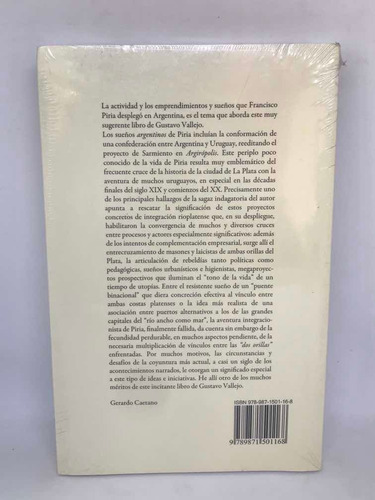 La actividad y los emprendimientos y sueños que Francisco
Piria desplegó en Argentina, es el tema que aborda este muy
sugerente libro de Gustavo Vallejo.
Los sueños argentinos de Piria incluían la conformación de
una confederación entre Argentina y Uruguay, reeditando el
proyecto de Sarmiento en Argirópolis. Este periplo poco
conocido de la vida de Piria resulta muy emblemático del
frecuente cruce de la historia de la ciudad de La Plata con la
aventura de muchos uruguayos, en especial en las décadas
finales del siglo XIX y comienzos del XX. Precisamente uno
de los principales hallazgos de la sagaz indagatoria del autor
apunta a rescatar la significación de estos proyectos
concretos de integración rioplatense que, en su despliegue,
habilitaron la convergencia de muchos y diversos cruces
entre procesos y actores especialmente significativos: además
de los intentos de complementación empresarial, surge allí el
entrecruzamiento de masones y laicistas de ambas orillas del
Plata, la articulación de rebeldías tanto políticas como
pedagógicas, sueños urbanísticos e higienistas, megaproyec-
tos prospectivos que iluminan el "tono de la vida" de un
tiempo de utopías. Entre el resistente sueño de un "puente
binacional" que diera concreción efectiva al vínculo entre
ambas costas platenses o la idea más realista de una
asociación entre puertos alternativos a los de las grandes
capitales del "río ancho como mar", la aventura integracio-
nista de Piria, finalmente fallida, da cuenta sin embargo de la
fecundidad perdurable, en muchos aspectos pendiente, de la
necesaria multiplicación de vínculos entre las "dos orillas"
enfrentadas. Por muchos motivos, las circunstancias y
desafíos de la coyuntura más actual, a casi un siglo de los
acontecimientos narrados, le otorgan un significado especial
a este tipo de ideas e iniciativas. He allí otro de los muchos
méritos de este incitante libro de Gustavo Vallejo.
Gerardo Caetano
ISBN 978-987-1501-16-8
9789871501168